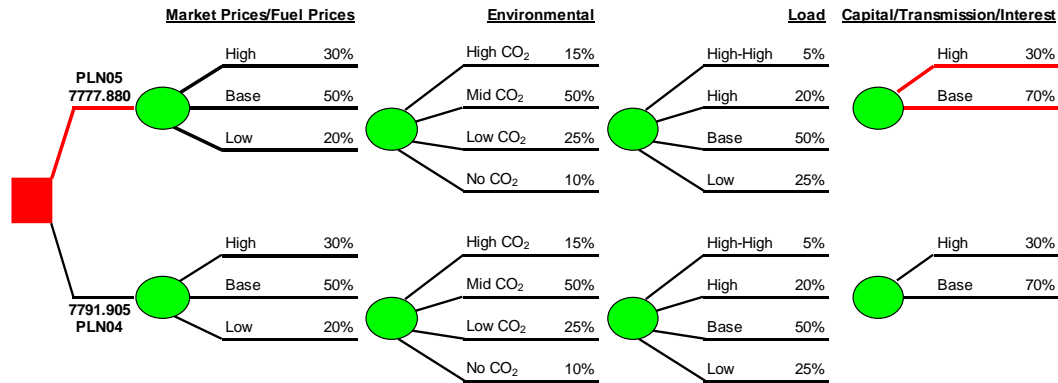 Market Prices/Fuel Prices Environmental Load Capital/Transmission/Interest
High 30% High CO₂ 15% High-High 5% High 30%
PLN05
7777.880
Base 50% Mid CO₂ 50% High 20% Base 70%
Low 20% Low CO₂ 25% Base 50%
No CO₂ 10% Low 25%
High 30% High CO₂ 15% High-High 5% High 30%
Base 50% Mid CO₂ 50% High 20% Base 70%
7791.905
PLN04
Low 20% Low CO₂ 25% Base 50%
No CO₂ 10% Low 25%